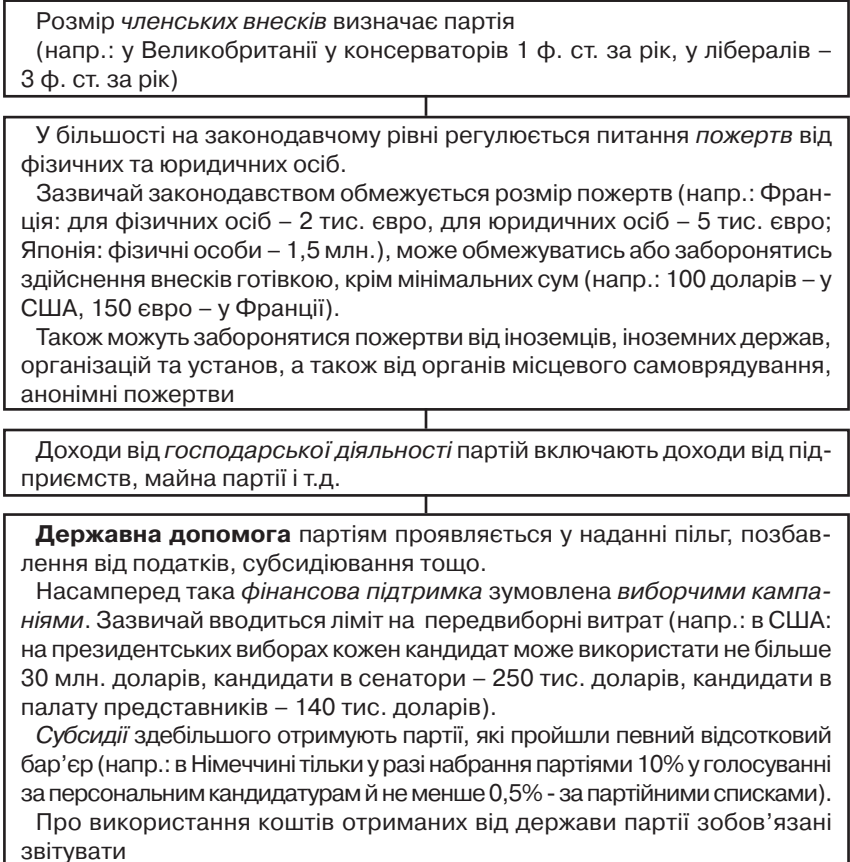 Розмір членських внесків визначає партія
(напр.: у Великобританії у консерваторів 1 ф. ст. за рік, у лібералів –
3 ф. ст. за рік)
У більшості на законодавчому рівні регулюється питання пожертв від
фізичних та юридичних осіб.
Зазвичай законодавством обмежується розмір пожертв (напр.: Фран-
ція: для фізичних осіб – 2 тис. євро, для юридичних осіб – 5 тис. євро;
Японія: фізичні особи – 1,5 млн.), може обмежуватись або заборонятись
здійснення внесків готівкою, крім мінімальних сум (напр.: 100 доларів – у
США, 150 євро – у Франції).
Також можуть заборонятися пожертви від іноземців, іноземних держав,
організацій та установ, а також від органів місцевого самоврядування,
анонімні пожертви
Доходи від господарської діяльності партій включають доходи від під-
приємств, майна партії і т.д.
Державна допомога партіям проявляється у наданні пільг, позбав-
лення від податків, субсидіювання тощо.
Насамперед така фінансова підтримка зумовлена виборчими кампа-
ніями. Зазвичай вводиться ліміт на передвиборні витрат (напр.: в США:
на президентських виборах кожен кандидат може використати не більше
30 млн. доларів, кандидати в сенатори – 250 тис. доларів, кандидати в
палату представників – 140 тис. доларів).
Субсидії здебільшого отримують партії, які пройшли певний відсотковий
бар’єр (напр.: в Німеччині тільки у разі набрання партіями 10% у голосуванні
за персональним кандидатурам й не менше 0,5% - за партійними списками).
Про використання коштів отриманих від держави партії зобов’язані
звітувати